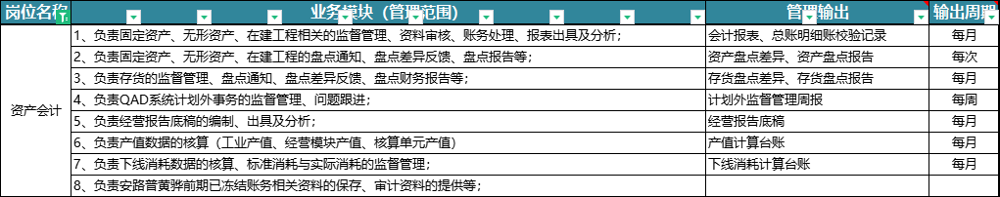 岗位名称 业务模块（管理范围） 管理输出 输出周期
资产会计
1、负责固定资产、无形资产、在建工程相关的监督管理、资料审核、账务处理、报表出具及分析； 会计报表、总账明细账校验记录 每月
2、负责固定资产、无形资产、在建工程的盘点通知、盘点差异反馈、盘点报告等； 资产盘点差异、资产盘点报告 每次
3、负责存货的监督管理、盘点通知、盘点差异反馈、盘点财务报告等； 存货盘点差异、存货盘点报告 每月
4、负责QAD系统计划外事务的监督管理、问题跟进； 计划外监督管理周报 每周
5、负责经营报告底稿的编制、出具及分析； 经营报告底稿 每月
6、负责产值数据的核算（工业产值、经营模块产值、核算单元产值） 产值计算台账 每月
7、负责下线消耗数据的核算、标准消耗与实际消耗的监督管理； 下线消耗计算台账 每月
8、负责安路普黄骅前期已冻结账务相关资料的保存、审计资料的提供等；